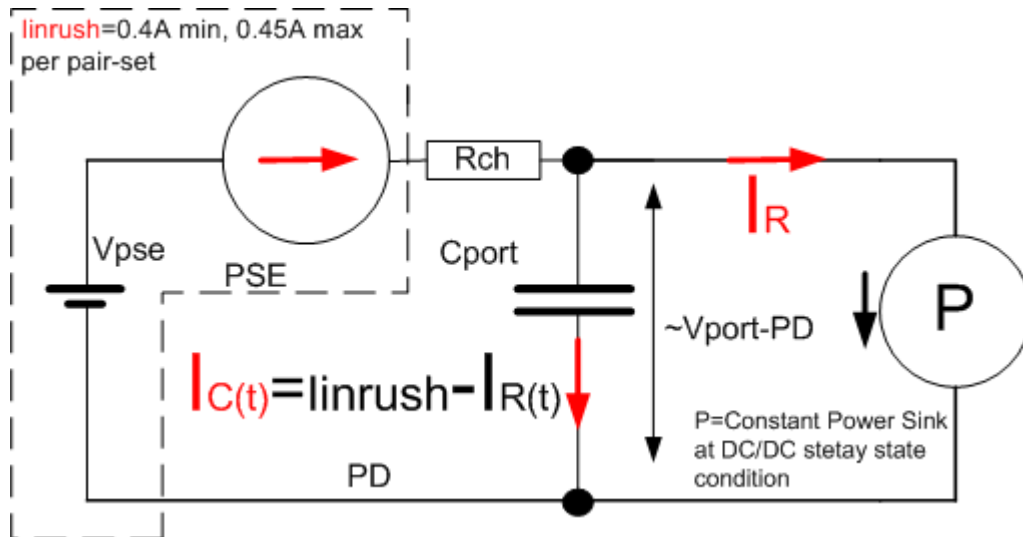 Iinrush=0.4A min, 0.45A max
per pair-set
Rch
IR
Vpse
PSE
Cport
~Vport-PD
P
IC(t)=Iinrush-IR(t)
P=Constant Power Sink
at DC/DC stetay state
condition
PD